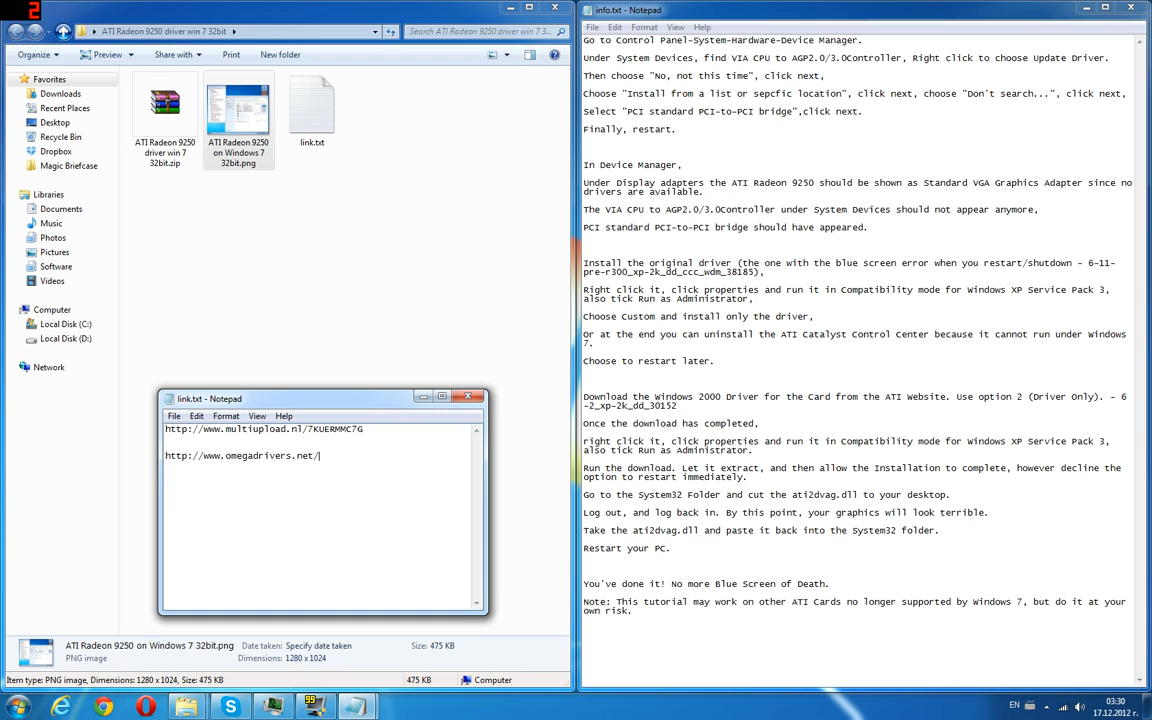 2
ATI Radeon 9250 driver win 7 32bit
Search ATI Radeon 9250 driver win 7 3...
Organize
Preview
Share with
Print
New folder
Favorites
Downloads
Recent Places
Desktop
Recycle Bin
Dropbox
Magic Briefcase
Libraries
Documents
Music
Photos
Pictures
Software
Videos
Computer
Local Disk (C:)
Local Disk (D:)
Network
ATI Radeon 9250
driver win 7
32bit.zip
ATI Radeon 9250
on Windows 7
32bit.png
link.txt
link.txt - Notepad
File Edit Format View Help
http://www.multiupload.nl/7KUERMMC7G
http://www.omegadrivers.net/
ATI Radeon 9250 on Windows 7 32bit.png
PNG image
Date taken: Specify date taken
Dimensions: 1280 x 1024
Size: 475 KB
Item type: PNG image, Dimensions: 1280 x 1024, Size: 475 KB
475 KB
Computer
info.txt - Notepad
File Edit Format View Help
Go to Control Panel-System-Hardware-Device Manager.
Under System Devices, find VIA CPU to AGP2.0/3.0Controller, Right click to choose Update Driver.
Then choose "No, not this time", click next,
Choose "Install from a list or sepcfic location", click next, choose "Don't search...", click next,
Select "PCI standard PCI-to-PCI bridge",click next.
Finally, restart.
In Device Manager,
Under Display adapters the ATI Radeon 9250 should be shown as Standard VGA Graphics Adapter since no
drivers are available.
The VIA CPU to AGP2.0/3.0Controller under System Devices should not appear anymore,
PCI standard PCI-to-PCI bridge should have appeared.
Install the original driver (the one with the blue screen error when you restart/shutdown - 6-11-
pre-r300_xp-2k_dd_ccc_wdm_38185),
Right click it, click properties and run it in Compatibility mode for Windows XP Service Pack 3,
also tick Run as Administrator,
Choose Custom and install only the driver,
Or at the end you can uninstall the ATI Catalyst Control Center because it cannot run under Windows
7.
Choose to restart later.
Download the Windows 2000 Driver for the Card from the ATI Website. Use option 2 (Driver Only). - 6
-2_xp-2k_dd_30152
Once the download has completed,
right click it, click properties and run it in Compatibility mode for Windows XP Service Pack 3,
also tick Run as Administrator.
Run the download. Let it extract, and then allow the Installation to complete, however decline the
option to restart immediately.
Go to the System32 Folder and cut the ati2dvag.dll to your desktop.
Log out, and log back in. By this point, your graphics will look terrible.
Take the ati2dvag.dll and paste it back into the System32 folder.
Restart your PC.
You've done it! No more Blue Screen of Death.
Note: This tutorial may work on other ATI Cards no longer supported by Windows 7, but do it at your
own risk.
EN
03:30
17.12.2012 г.